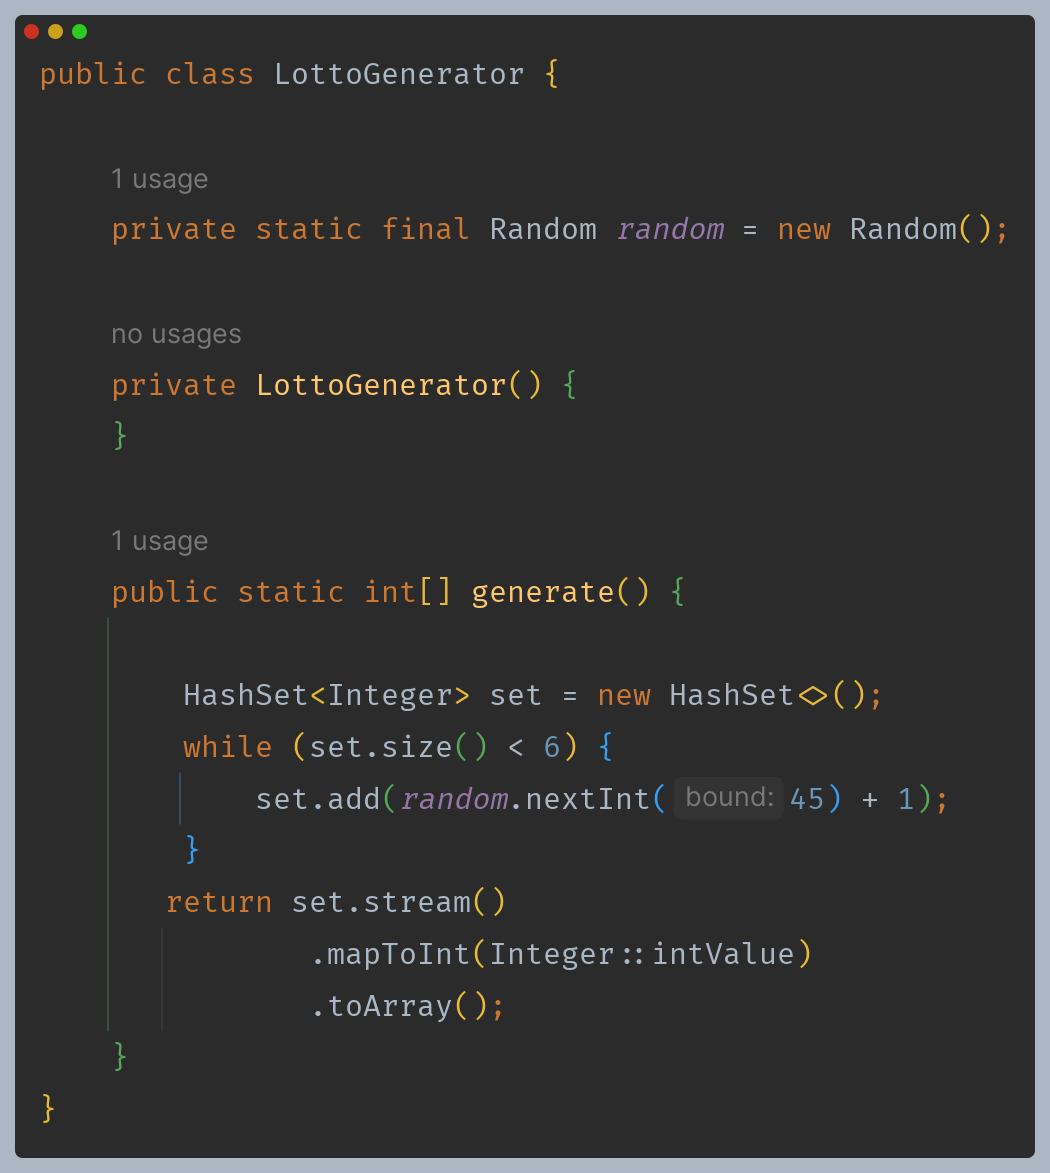 public class LottoGenerator {
1 usage
private static final Random random = new Random();
no usages
private LottoGenerator() {
}
1 usage
public static int[] generate() {
HashSet<Integer> set = new HashSet<>();
while (set.size() < 6) {
set.add(random.nextInt( bound: 45) + 1);
}
return set.stream()
.mapToInt(Integer::intValue)
.toArray();
}
}